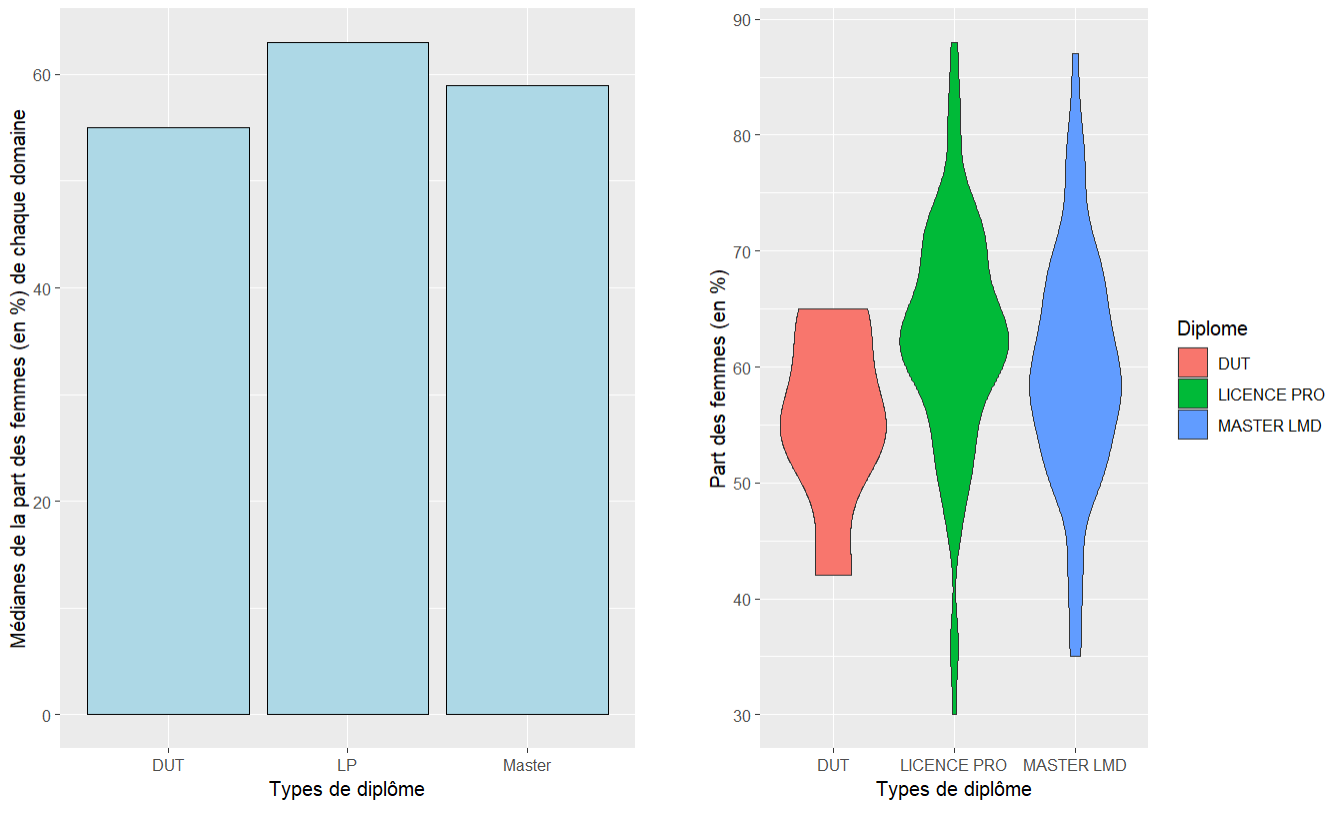 Médianes de la part des femmes (en %) de chaque domaine
60
40
20
0
DUT LP Master
Types de diplôme
Part des femmes (en %)
90
80
70
60
50
40
30
DUT LICENCE PRO MASTER LMD
Types de diplôme
Diplome
DUT
LICENCE PRO
MASTER LMD